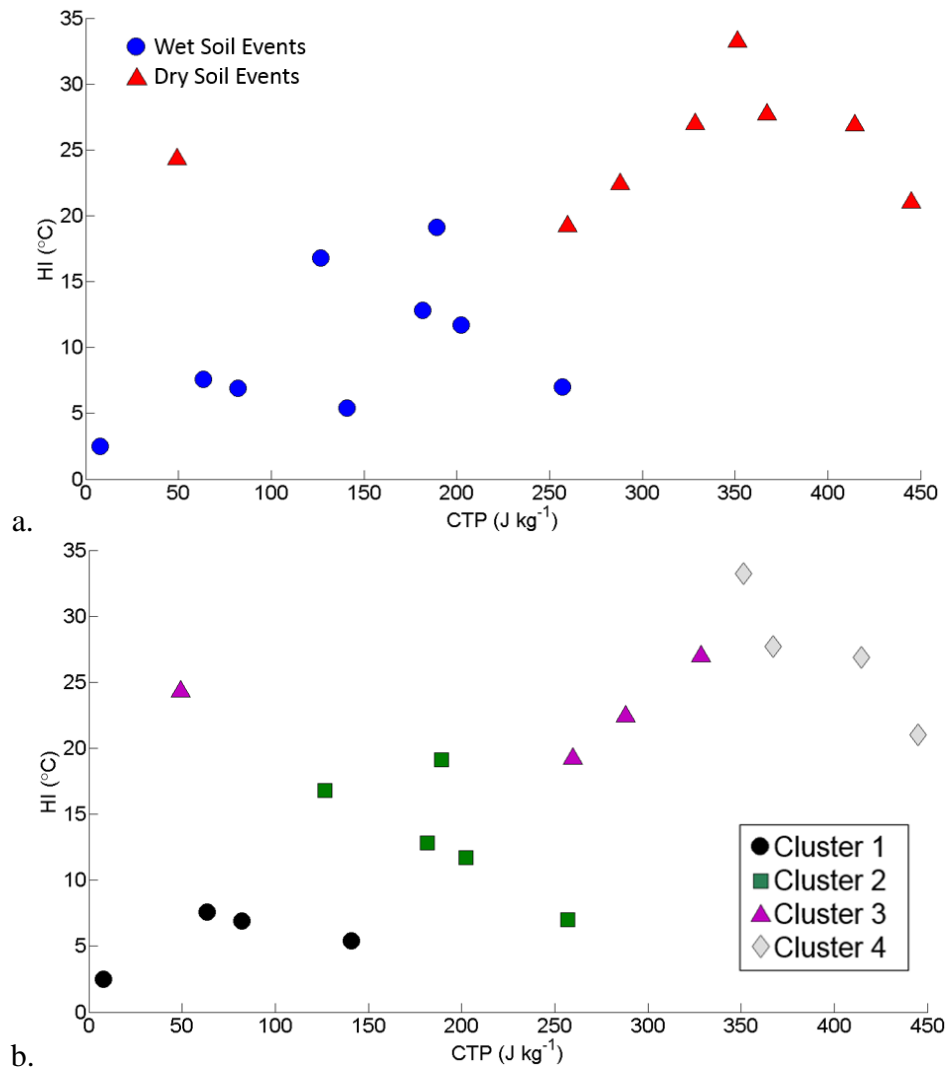 35
Wet Soil Events
Dry Soil Events
30
25
20
HI (°C)
15
10
5
0
0 50 100 150 200 250 300 350 400 450
CTP (J kg⁻¹)
a.
35
30
25
20
HI (°C)
15
10
5
0
Cluster 1
Cluster 2
Cluster 3
Cluster 4
0 50 100 150 200 250 300 350 400 450
CTP (J kg⁻¹)
b.